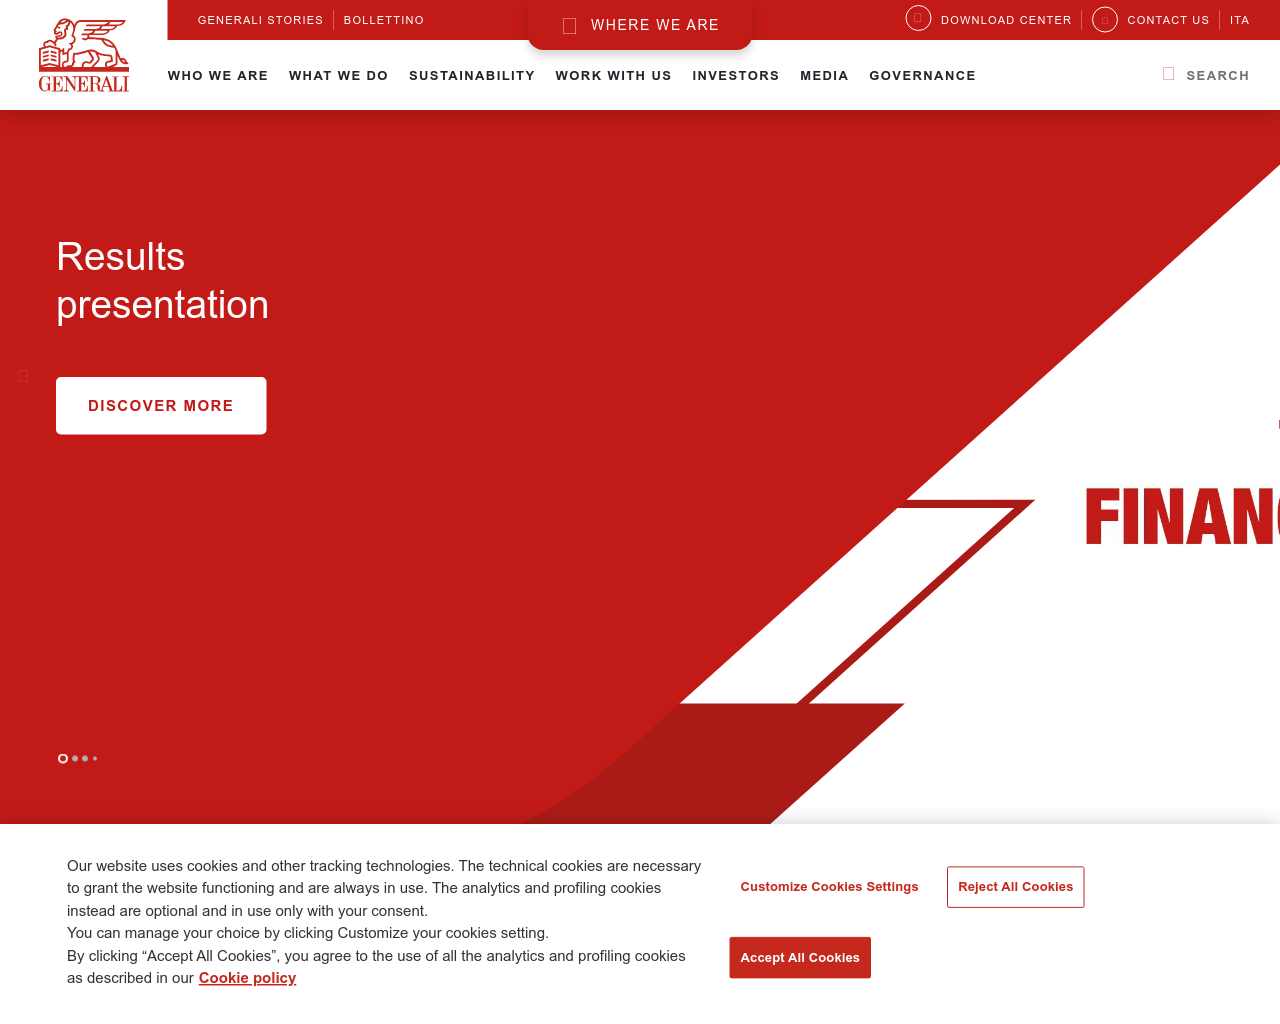 GENERALI STORIES
BOLLETTINO
WHERE WE ARE
DOWNLOAD CENTER
CONTACT US
ITA
GENERALI
WHO WE ARE
WHAT WE DO
SUSTAINABILITY
WORK WITH US
INVESTORS
MEDIA
GOVERNANCE
SEARCH
Results
presentation
DISCOVER MORE
FINANC
Our website uses cookies and other tracking technologies. The technical cookies are necessary
to grant the website functioning and are always in use. The analytics and profiling cookies
instead are optional and in use only with your consent.
You can manage your choice by clicking Customize your cookies setting.
By clicking “Accept All Cookies”, you agree to the use of all the analytics and profiling cookies
as described in our Cookie policy
Customize Cookies Settings
Reject All Cookies
Accept All Cookies